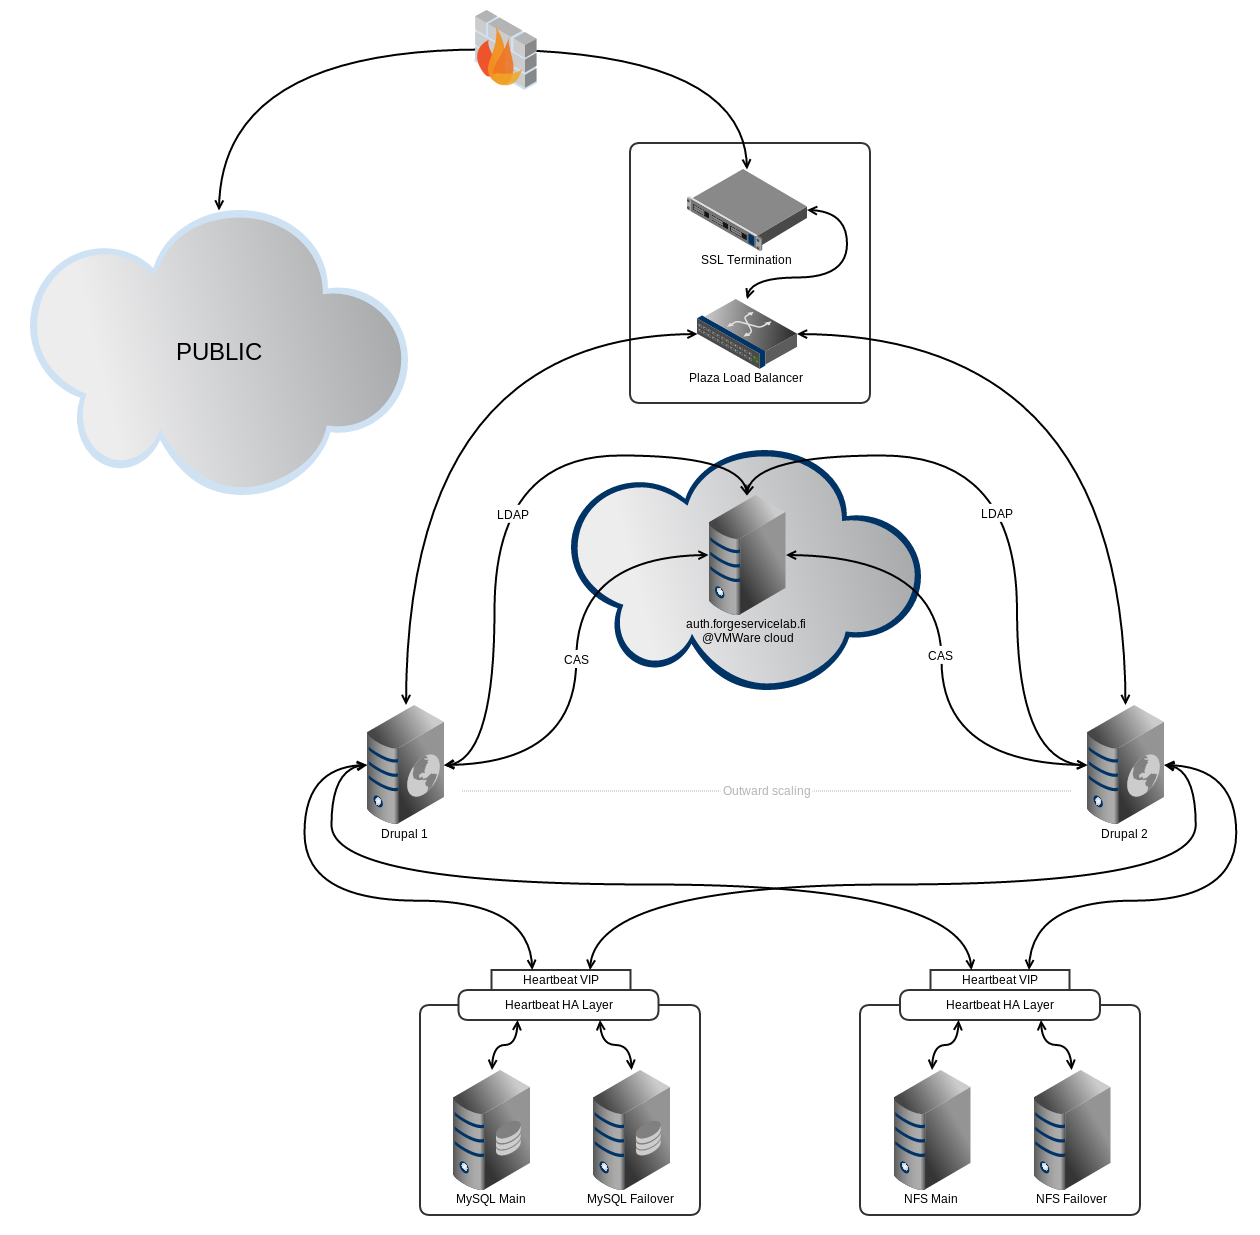 SSL Termination
PUBLIC
Plaza Load Balancer
LDAP
LDAP
auth.forgeservicelab.fi
@VMWare cloud
CAS
CAS
Outward scaling
Drupal 1
Drupal 2
Heartbeat VIP
Heartbeat HA Layer
MySQL Main
MySQL Failover
Heartbeat VIP
Heartbeat HA Layer
NFS Main
NFS Failover